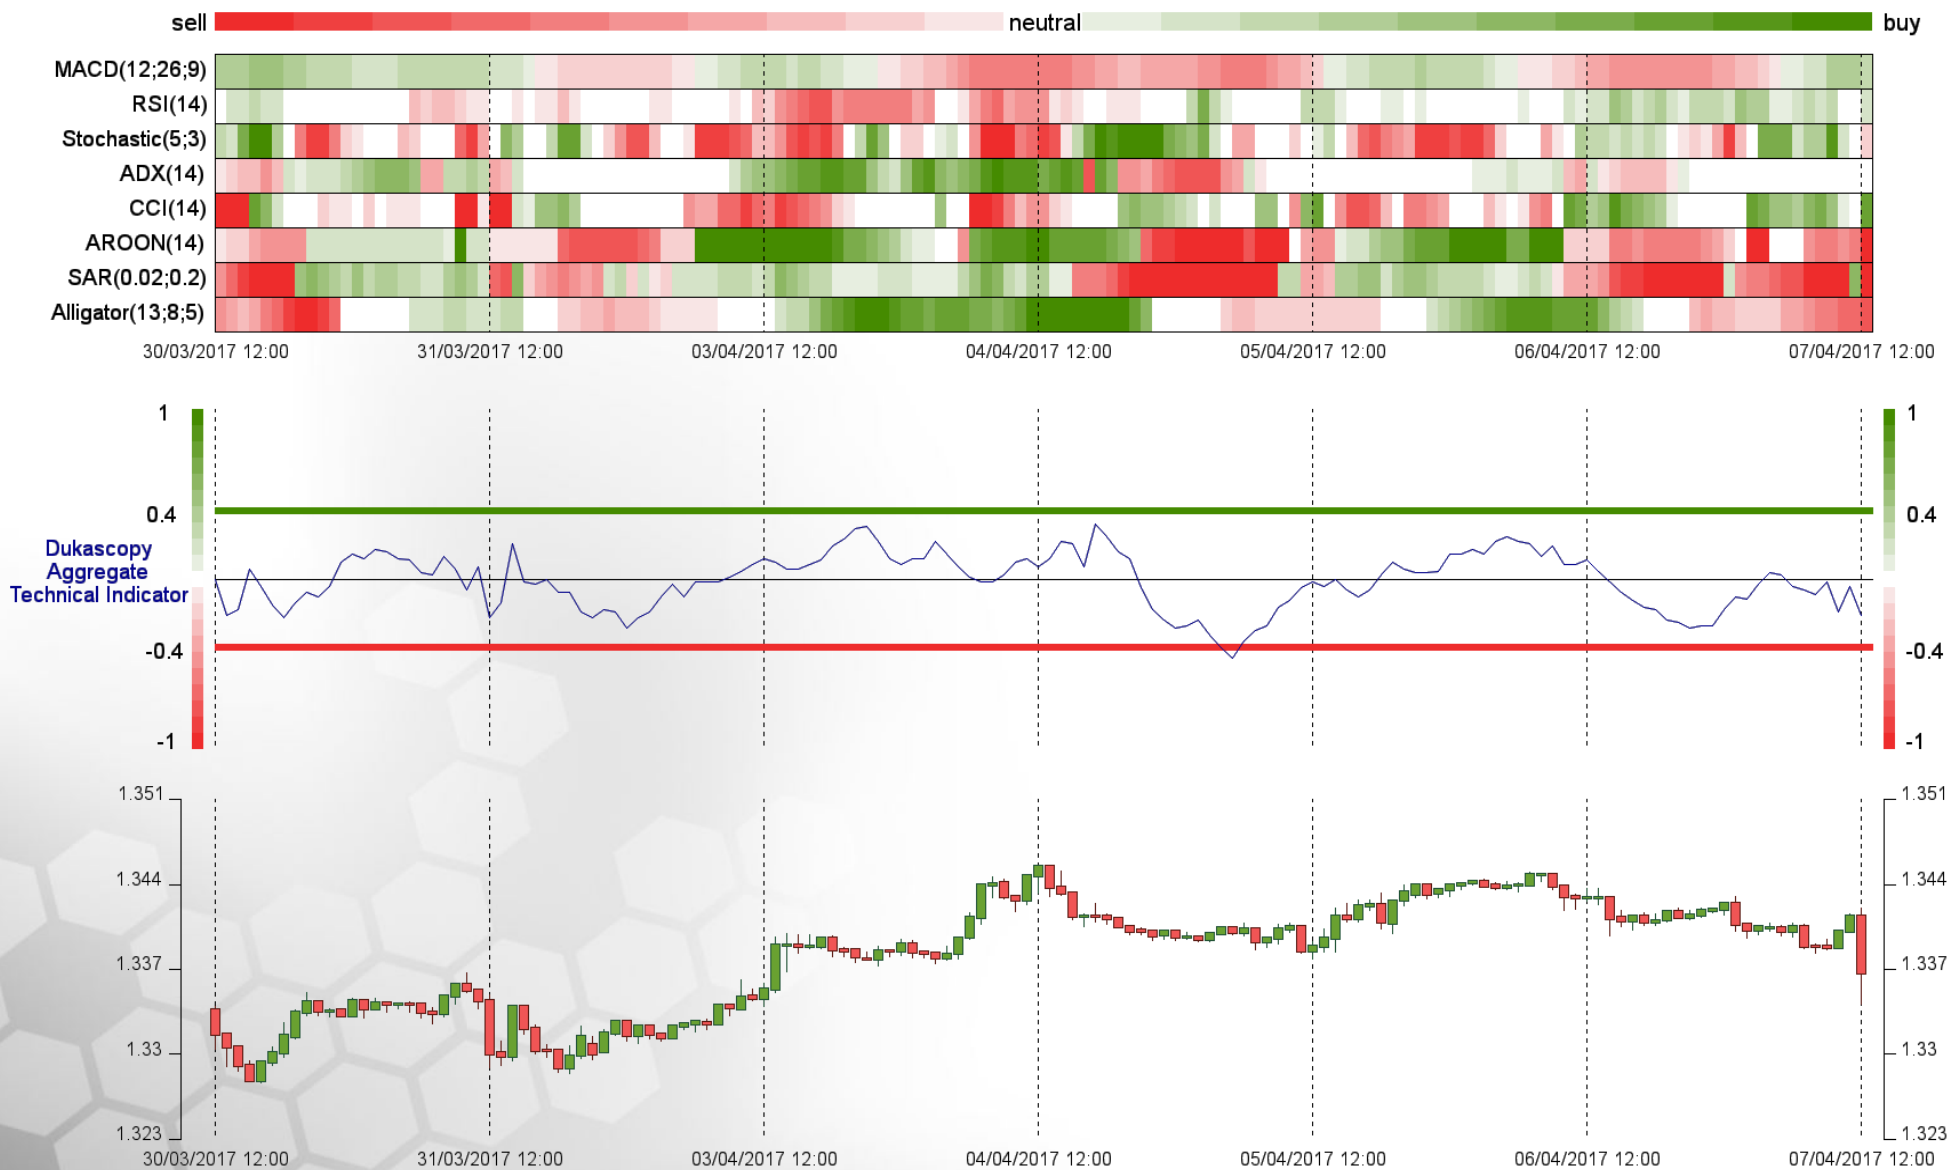 sell neutral buy
MACD(12;26;9)
RSI(14)
Stochastic(5;3)
ADX(14)
CCI(14)
AROON(14)
SAR(0.02;0.2)
Alligator(13;8;5)
30/03/2017 12:00 31/03/2017 12:00 03/04/2017 12:00 04/04/2017 12:00 05/04/2017 12:00 06/04/2017 12:00 07/04/2017 12:00
1 1
0.4 0.4
Dukascopy
Aggregate
Technical Indicator
-0.4 -0.4
-1 -1
1.351 1.351
1.344 1.344
1.337 1.337
1.33 1.33
1.323 1.323
30/03/2017 12:00 31/03/2017 12:00 03/04/2017 12:00 04/04/2017 12:00 05/04/2017 12:00 06/04/2017 12:00 07/04/2017 12:00